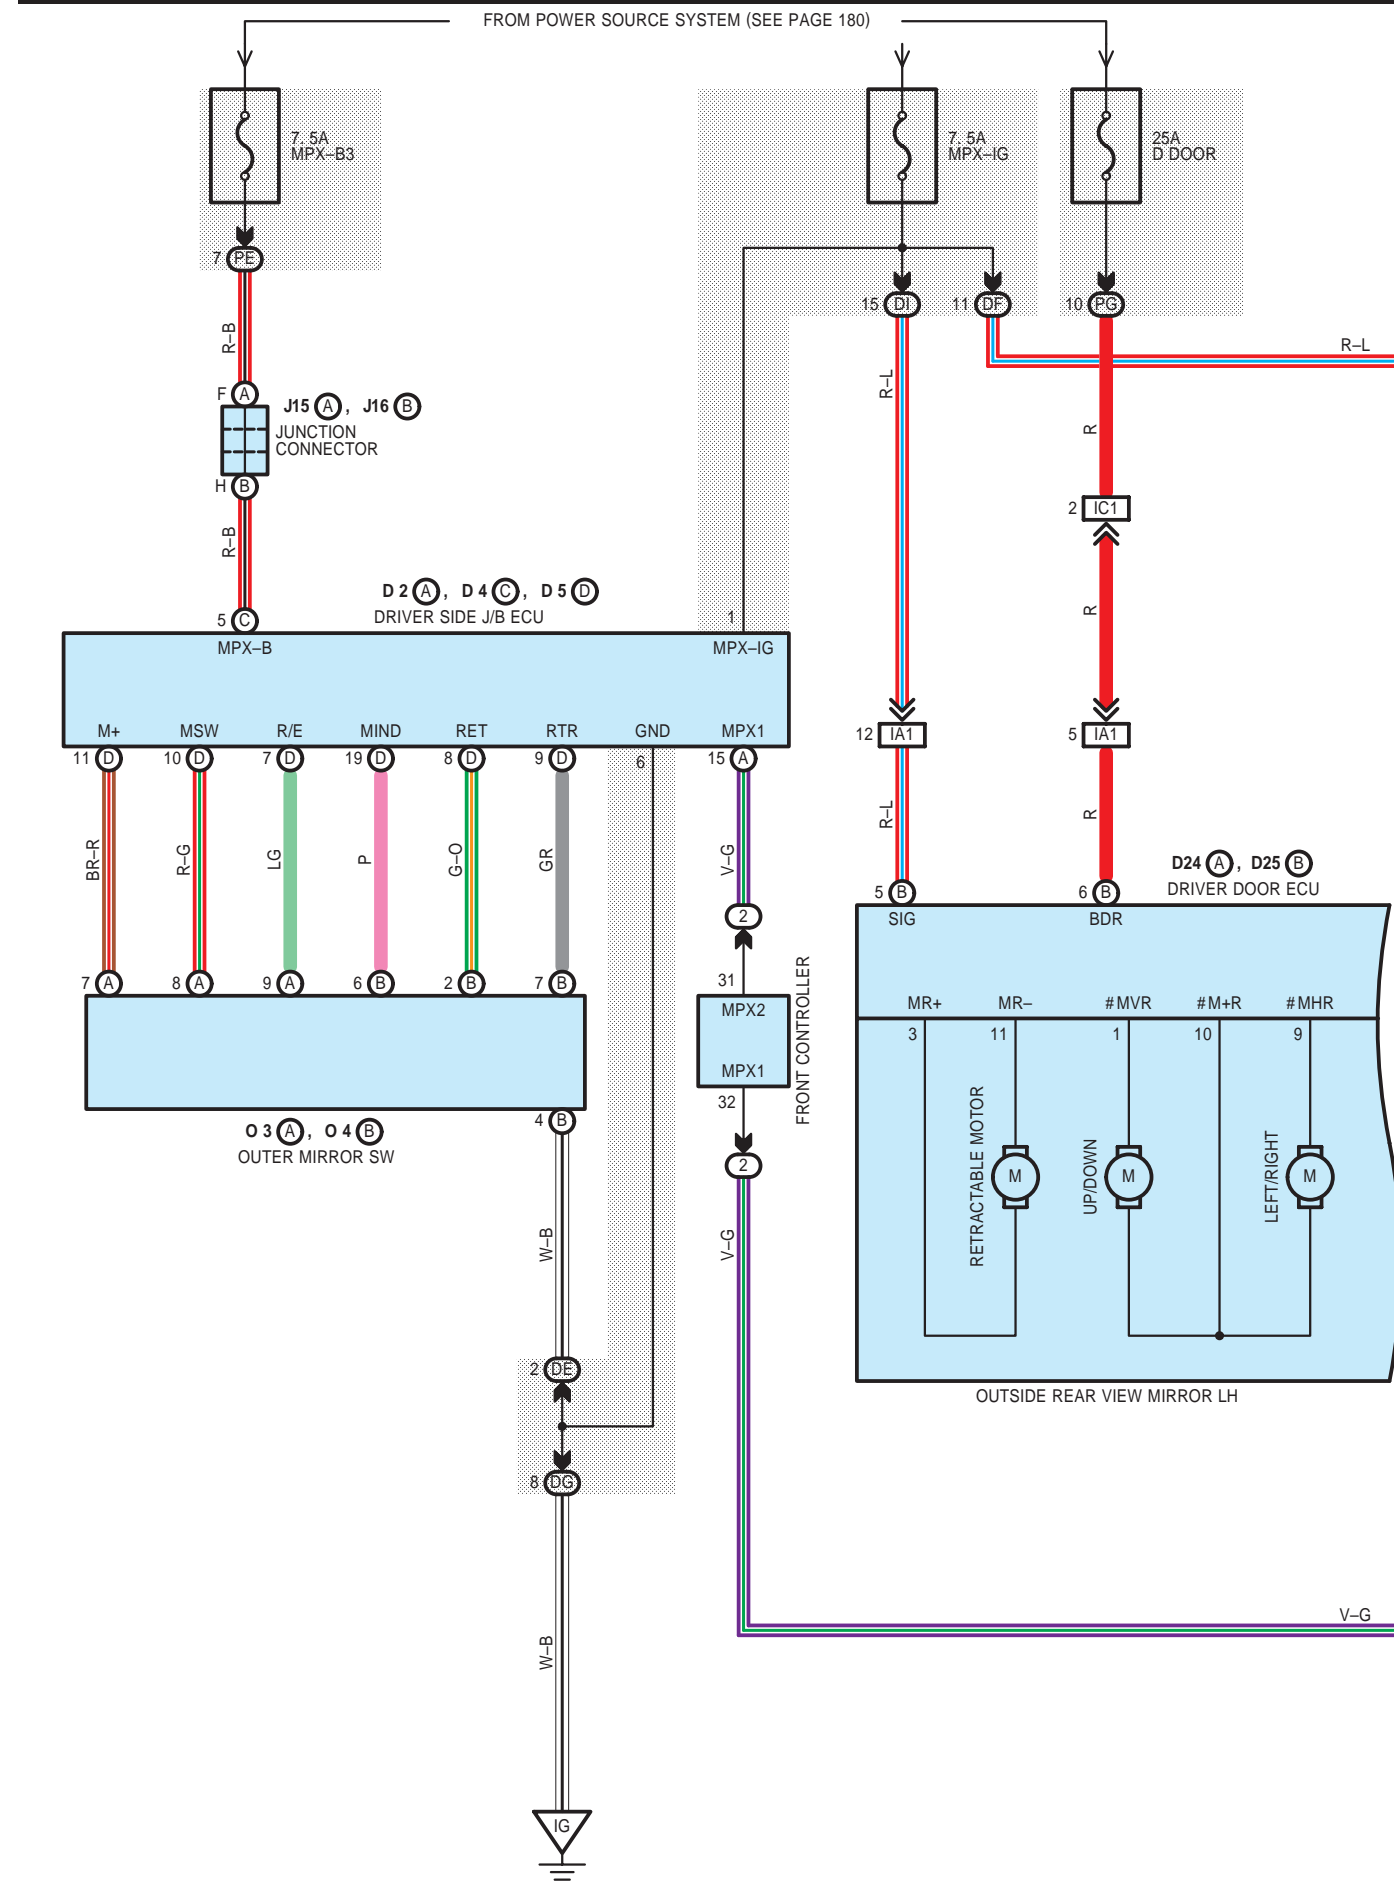 FROM POWER SOURCE SYSTEM (SEE PAGE 180)
7. 5A
MPX–B3
7. 5A
MPX–IG
25A
D DOOR
7 PE
15 DI
11 DF
10 PG
R–B
R–L
R–L
F A
J15 A , J16 B
JUNCTION
CONNECTOR
R
H B
2 IC1
R–B
R
D 2 A , D 4 C , D 5 D
DRIVER SIDE J/B ECU
5 C
1
MPX–B
MPX–IG
M+ MSW R/E MIND RET RTR GND MPX1
11 D 10 D 7 D 19 D 8 D 9 D 6 15 A
12 IA1
5 IA1
BR–R R–G LG P G–O GR V–G
R–L
R
D24 A , D25 B
DRIVER DOOR ECU
5 B
6 B
2
SIG
BDR
7 A 8 A 9 A 6 B 2 B 7 B
31
MPX2
MPX1
32
FRONT CONTROLLER
MR+ MR– #MVR #M+R #MHR
3 11 1 10 9
4 B
O 3 A , O 4 B
OUTER MIRROR SW
2
RETRACTABLE MOTOR
M
UP/DOWN
M
LEFT/RIGHT
M
W–B
V–G
2 DE
OUTSIDE REAR VIEW MIRROR LH
8 DG
W–B
V–G
IG